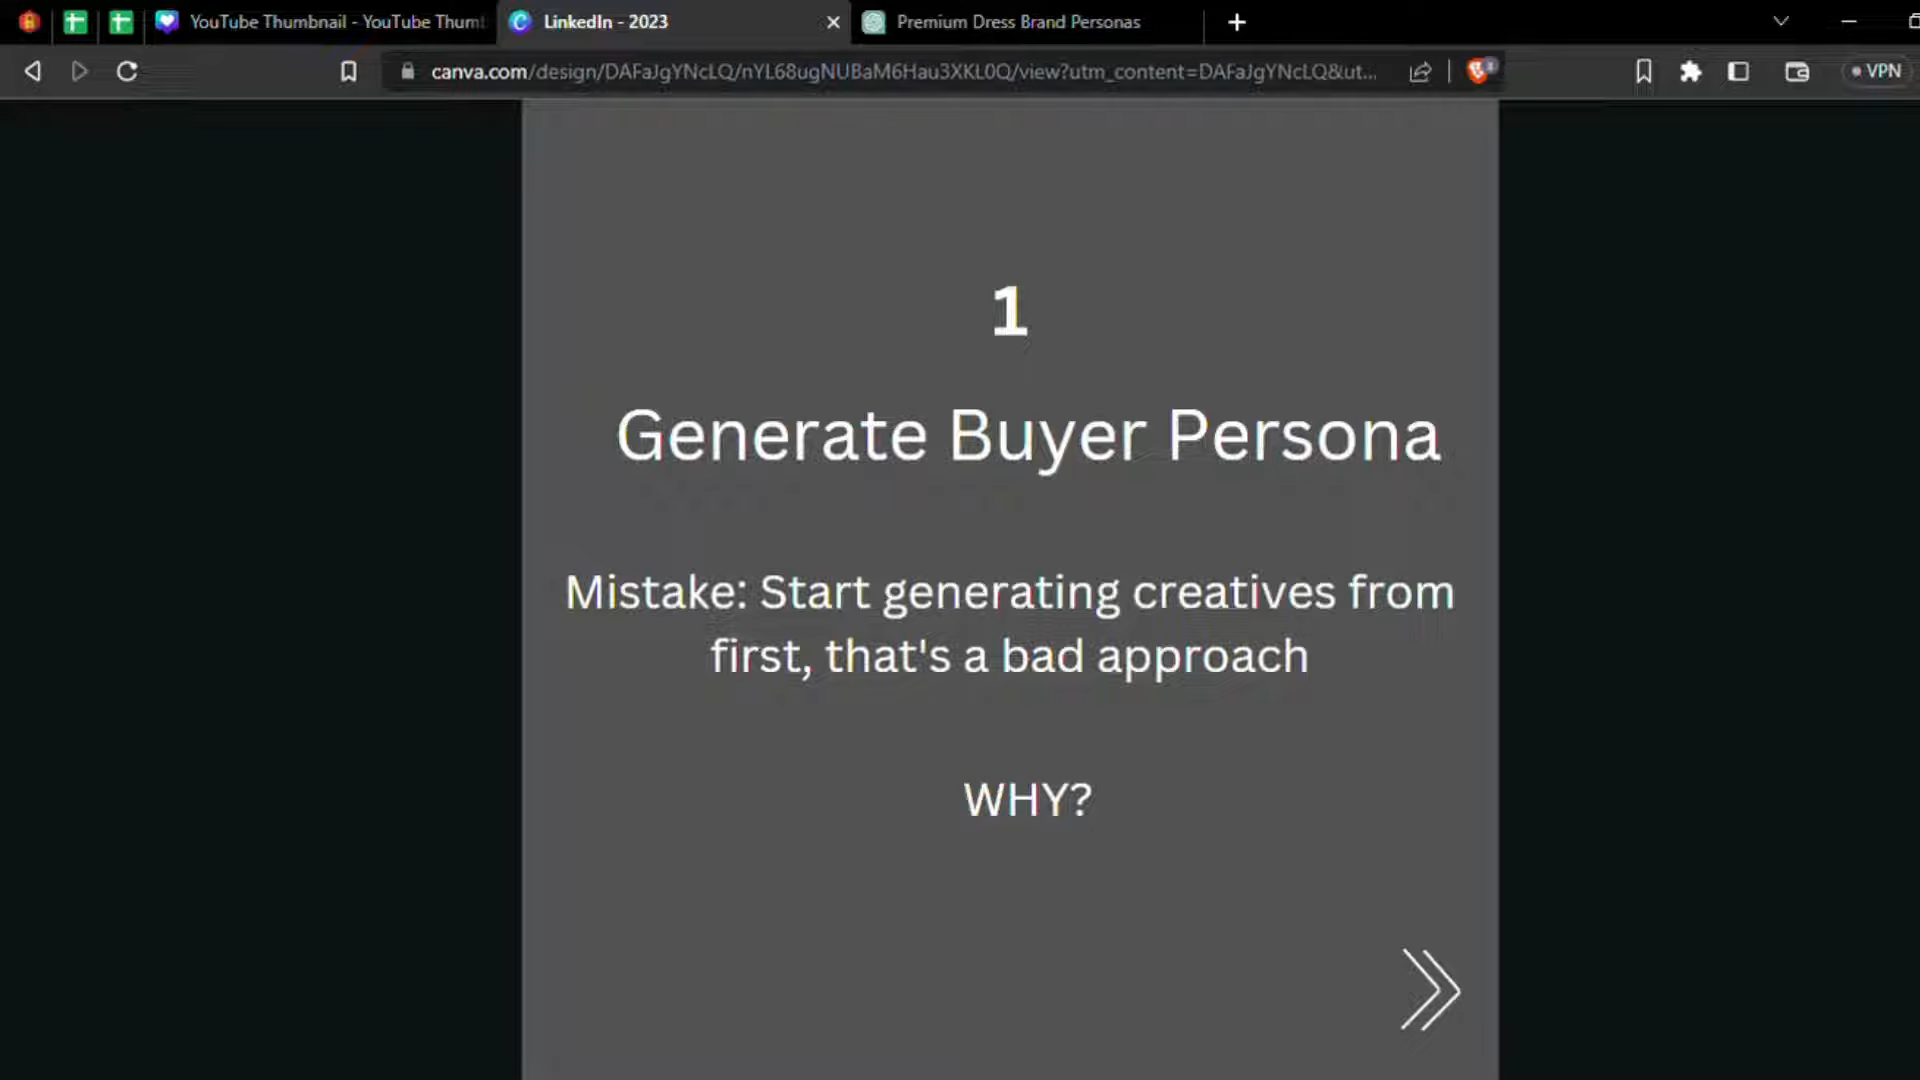 YouTube Thumbnail - YouTube Thum
LinkedIn - 2023
Premium Dress Brand Personas
canva.com/design/DAFaJgYNcLQ/nYL68ugNUBaM6Hau3XKL0Q/view?utm_content=DAFaJgYNcLQ&ut...
VPN
1
Generate Buyer Persona
Mistake: Start generating creatives from
first, that's a bad approach
WHY?